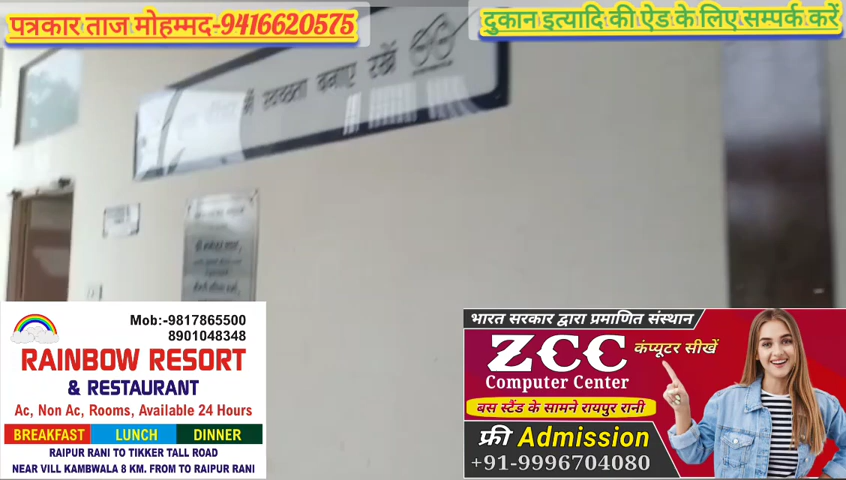 पत्रकार ताज मोहम्मद-9416620575
दुकान इत्यादि की ऐड के लिए सम्पर्क करें
में स्वच्छता बनाए रखें
Mob:-9817865500
8901048348
RAINBOW RESORT
& RESTAURANT
Ac, Non Ac, Rooms, Available 24 Hours
BREAKFAST LUNCH DINNER
RAIPUR RANI TO TIKKER TALL ROAD
NEAR VILL KAMBWALA 8 KM. FROM TO RAIPUR RANI
भारत सरकार द्वारा प्रमाणित संस्थान
ZCC कंप्यूटर सीखें
Computer Center
बस स्टैंड के सामने रायपुर रानी
फ्री Admission
+91-9996704080